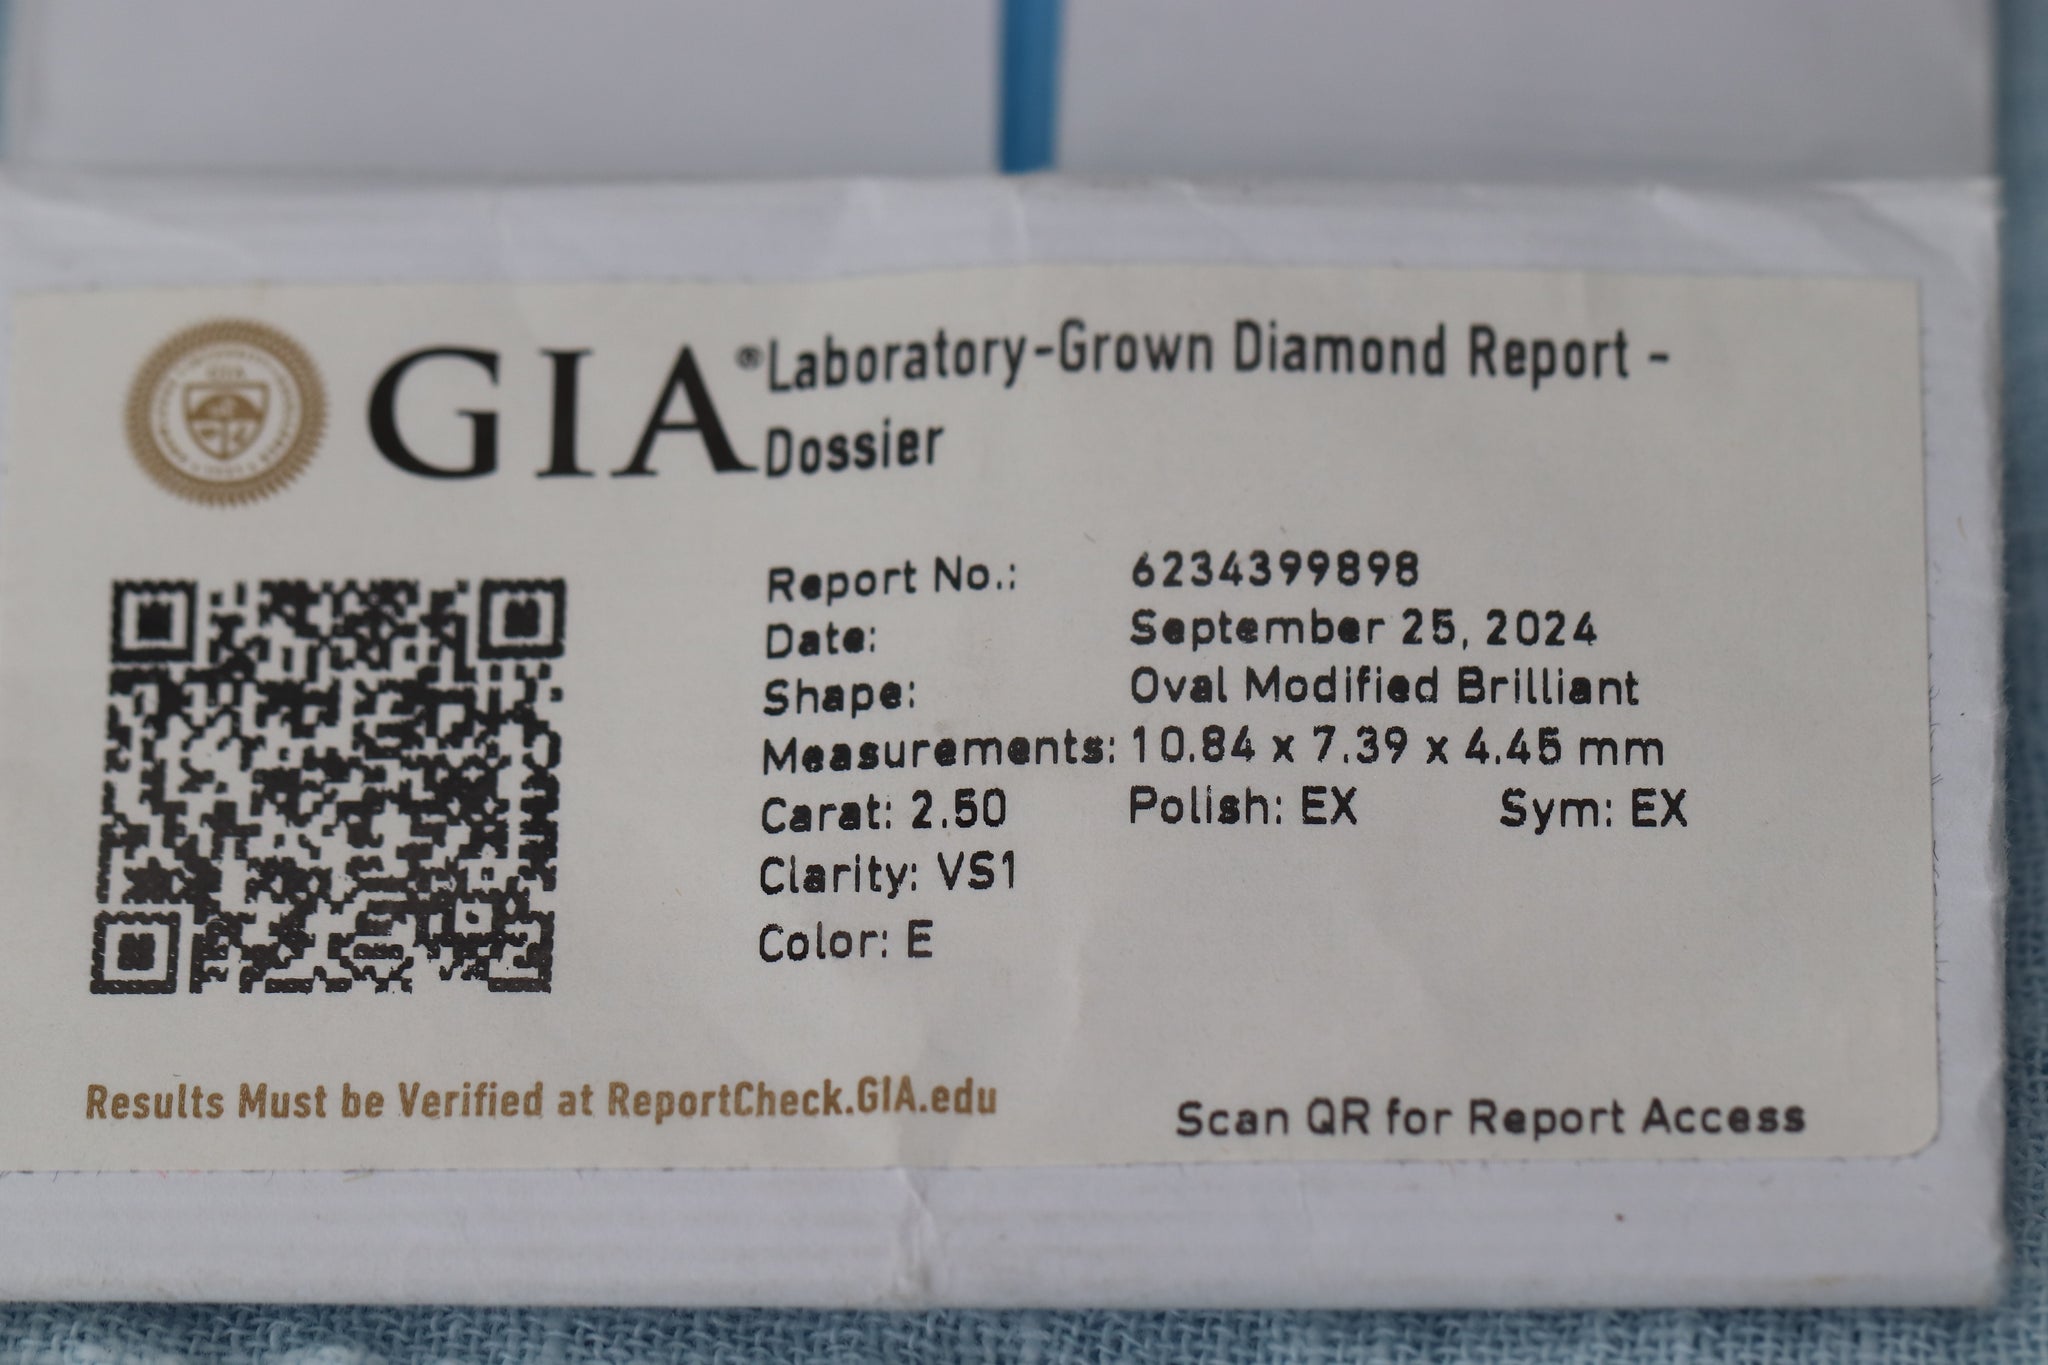 GIA® Laboratory-Grown Diamond Report -
Dossier
Report No.: 6234399898
Date: September 25, 2024
Shape: Oval Modified Brilliant
Measurements: 10.84 x 7.39 x 4.45 mm
Carat: 2.50 Polish: EX Sym: EX
Clarity: VS1
Color: E
Results Must be Verified at ReportCheck.GIA.edu
Scan QR for Report Access